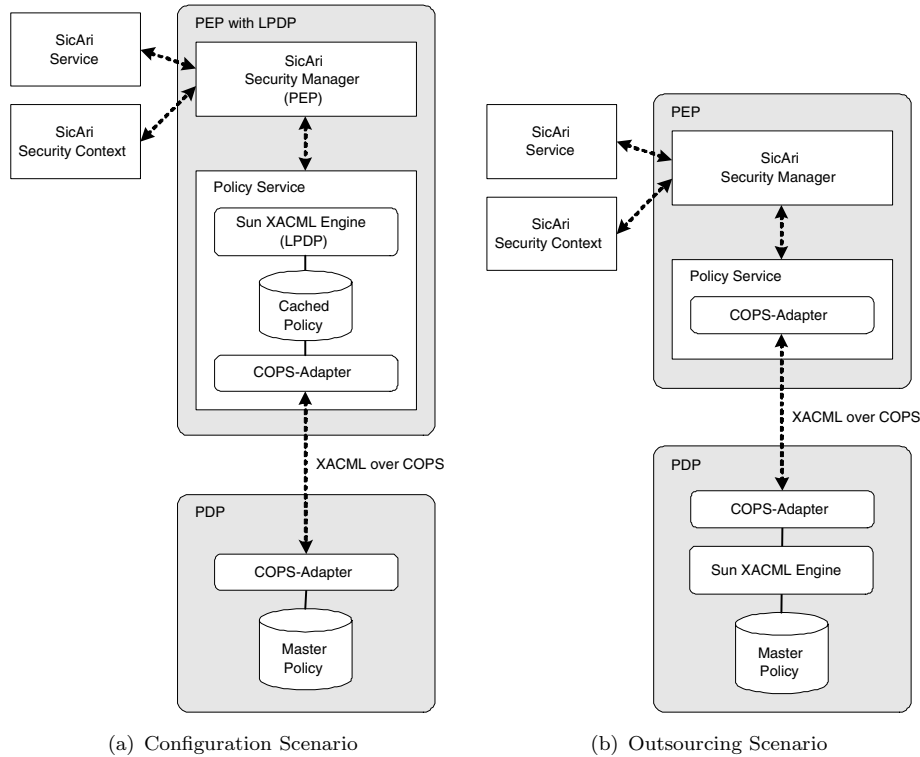 PEP with LPDP
SicAri
Service
SicAri
Security Context
SicAri
Security Manager
(PEP)
Policy Service
Sun XACML Engine
(LPDP)
Cached
Policy
COPS-Adapter
XACML over COPS
PDP
COPS-Adapter
Master
Policy
(a) Configuration Scenario
PEP
SicAri
Service
SicAri
Security Context
SicAri
Security Manager
Policy Service
COPS-Adapter
XACML over COPS
PDP
COPS-Adapter
Sun XACML Engine
Master
Policy
(b) Outsourcing Scenario